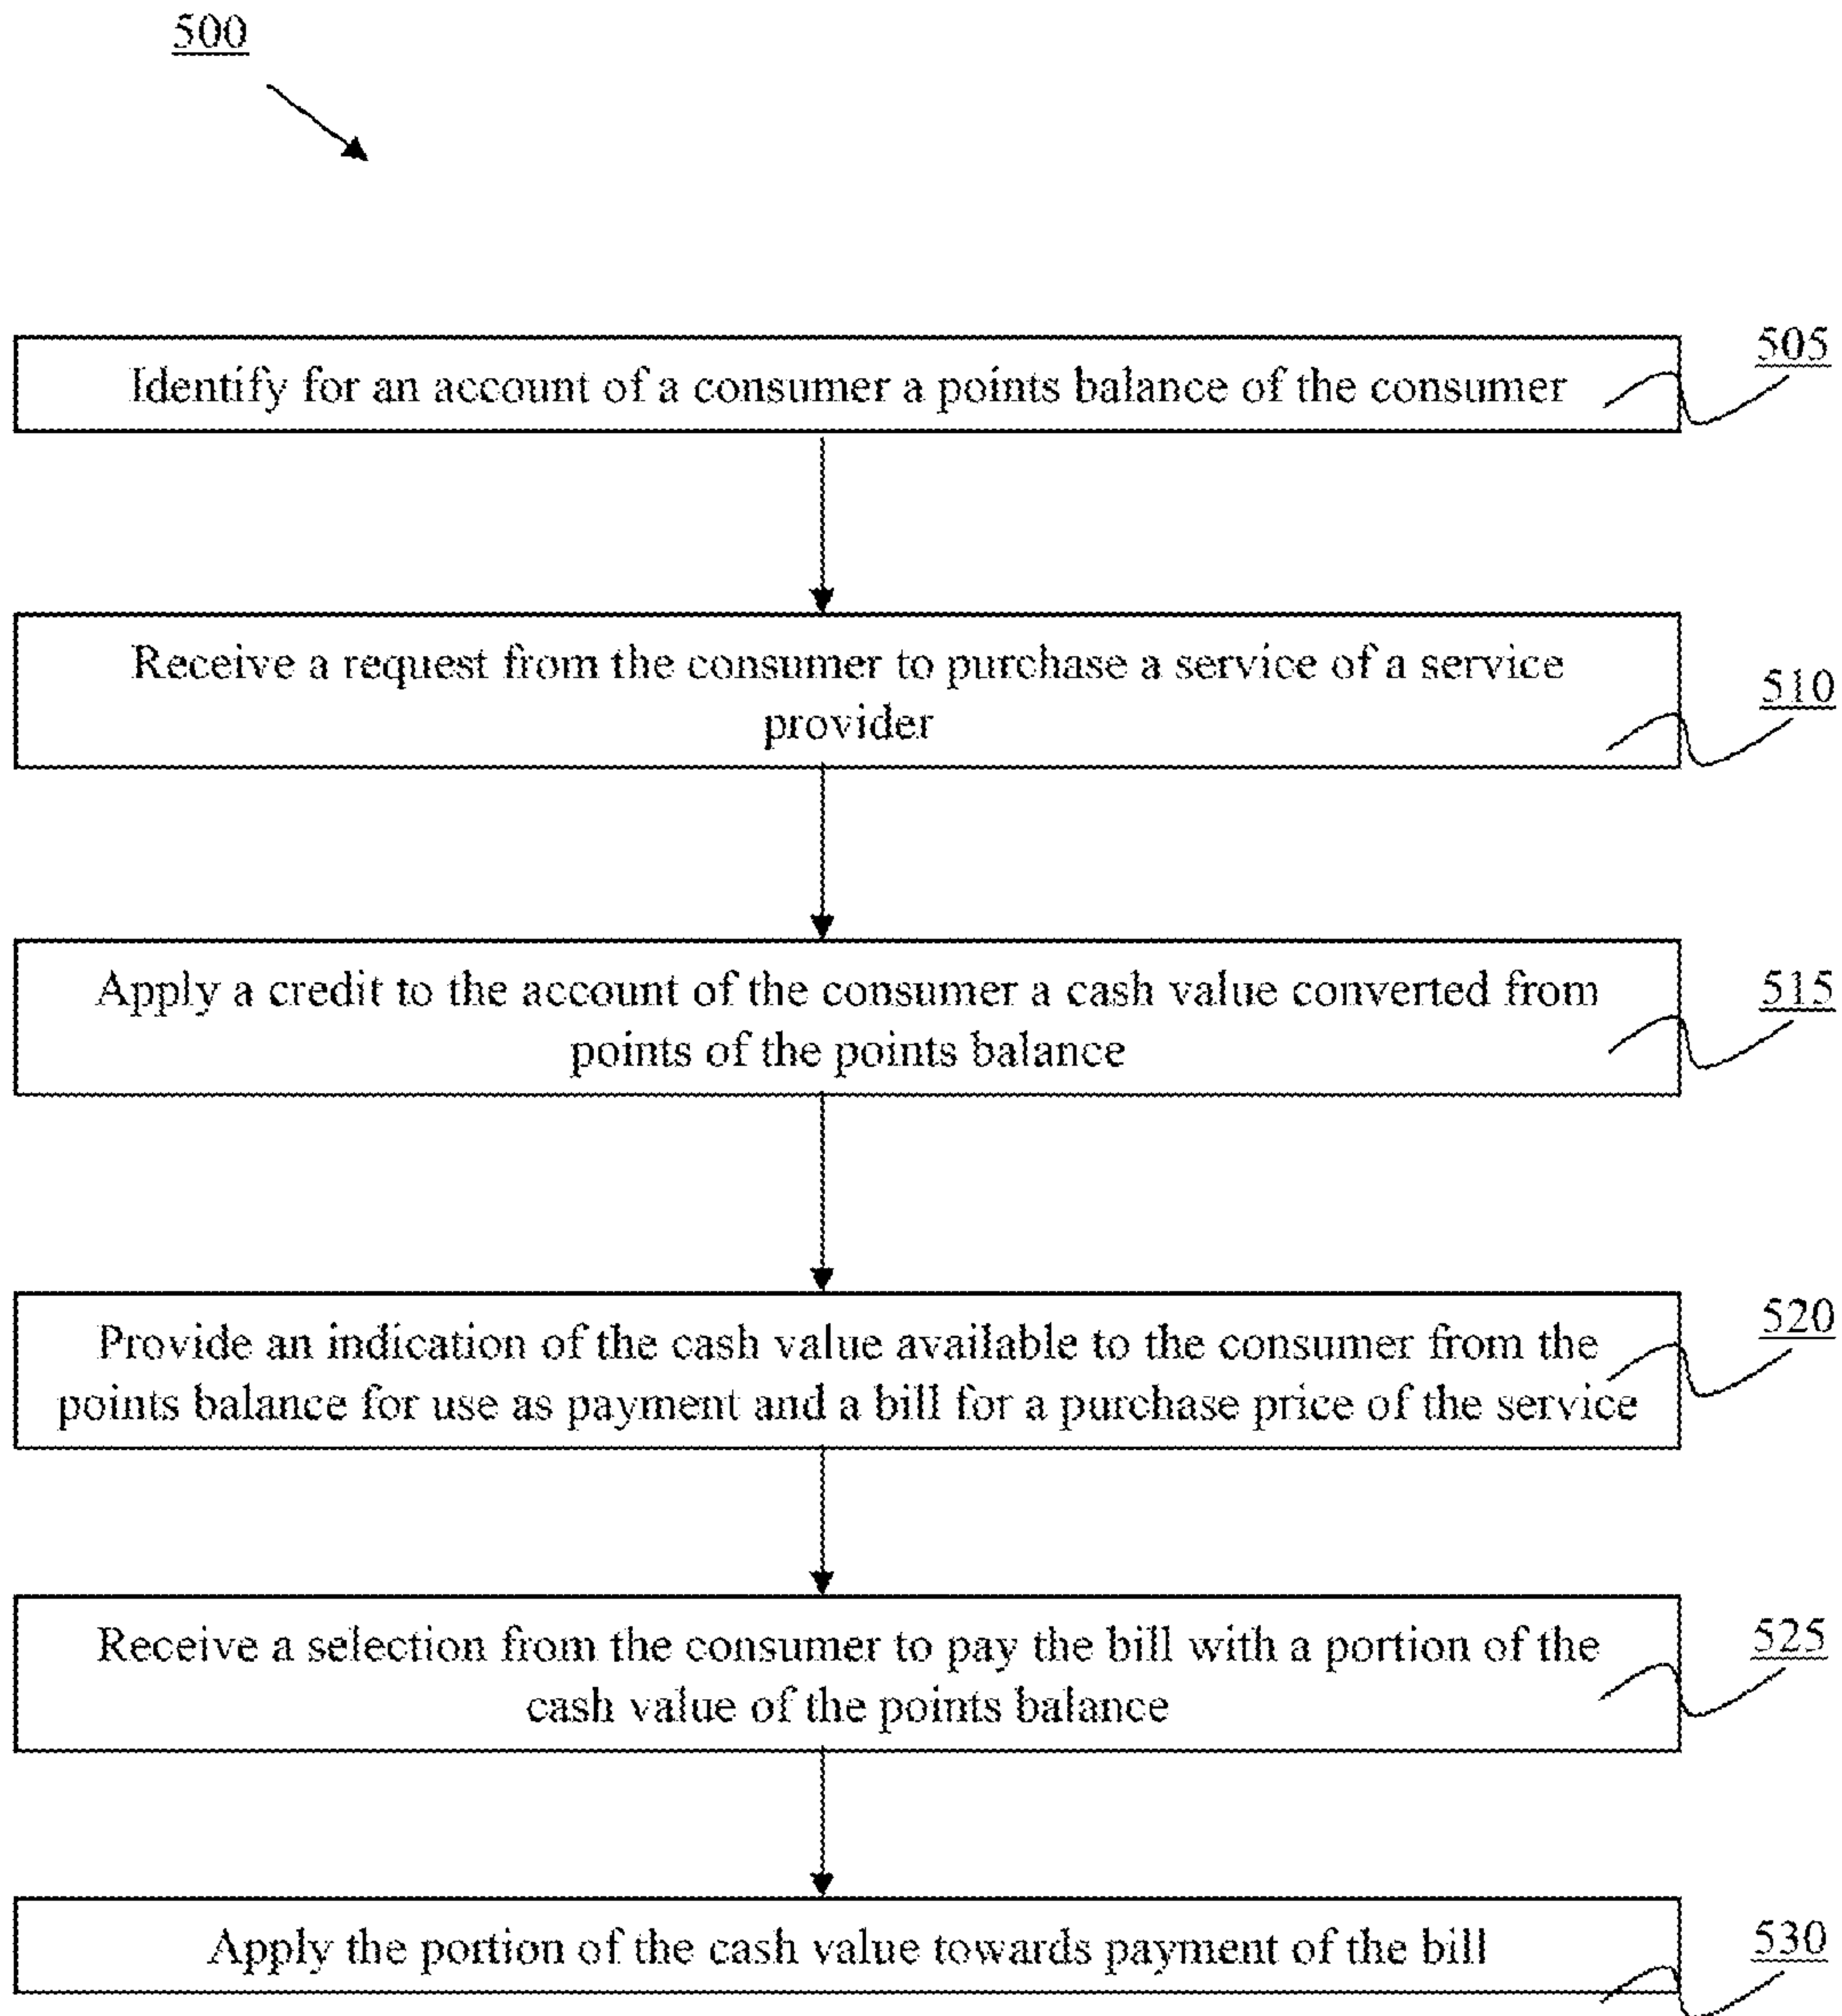 500
Identify for an account of a consumer a points balance of the consumer
505
Receive a request from the consumer to purchase a service of a service
provider
510
Apply a credit to the account of the consumer a cash value converted from
points of the points balance
515
Provide an indication of the cash value available to the consumer from the
points balance for use as payment and a bill for a purchase price of the service
520
Receive a selection from the consumer to pay the bill with a portion of the
cash value of the points balance
525
Apply the portion of the cash value towards payment of the bill
530